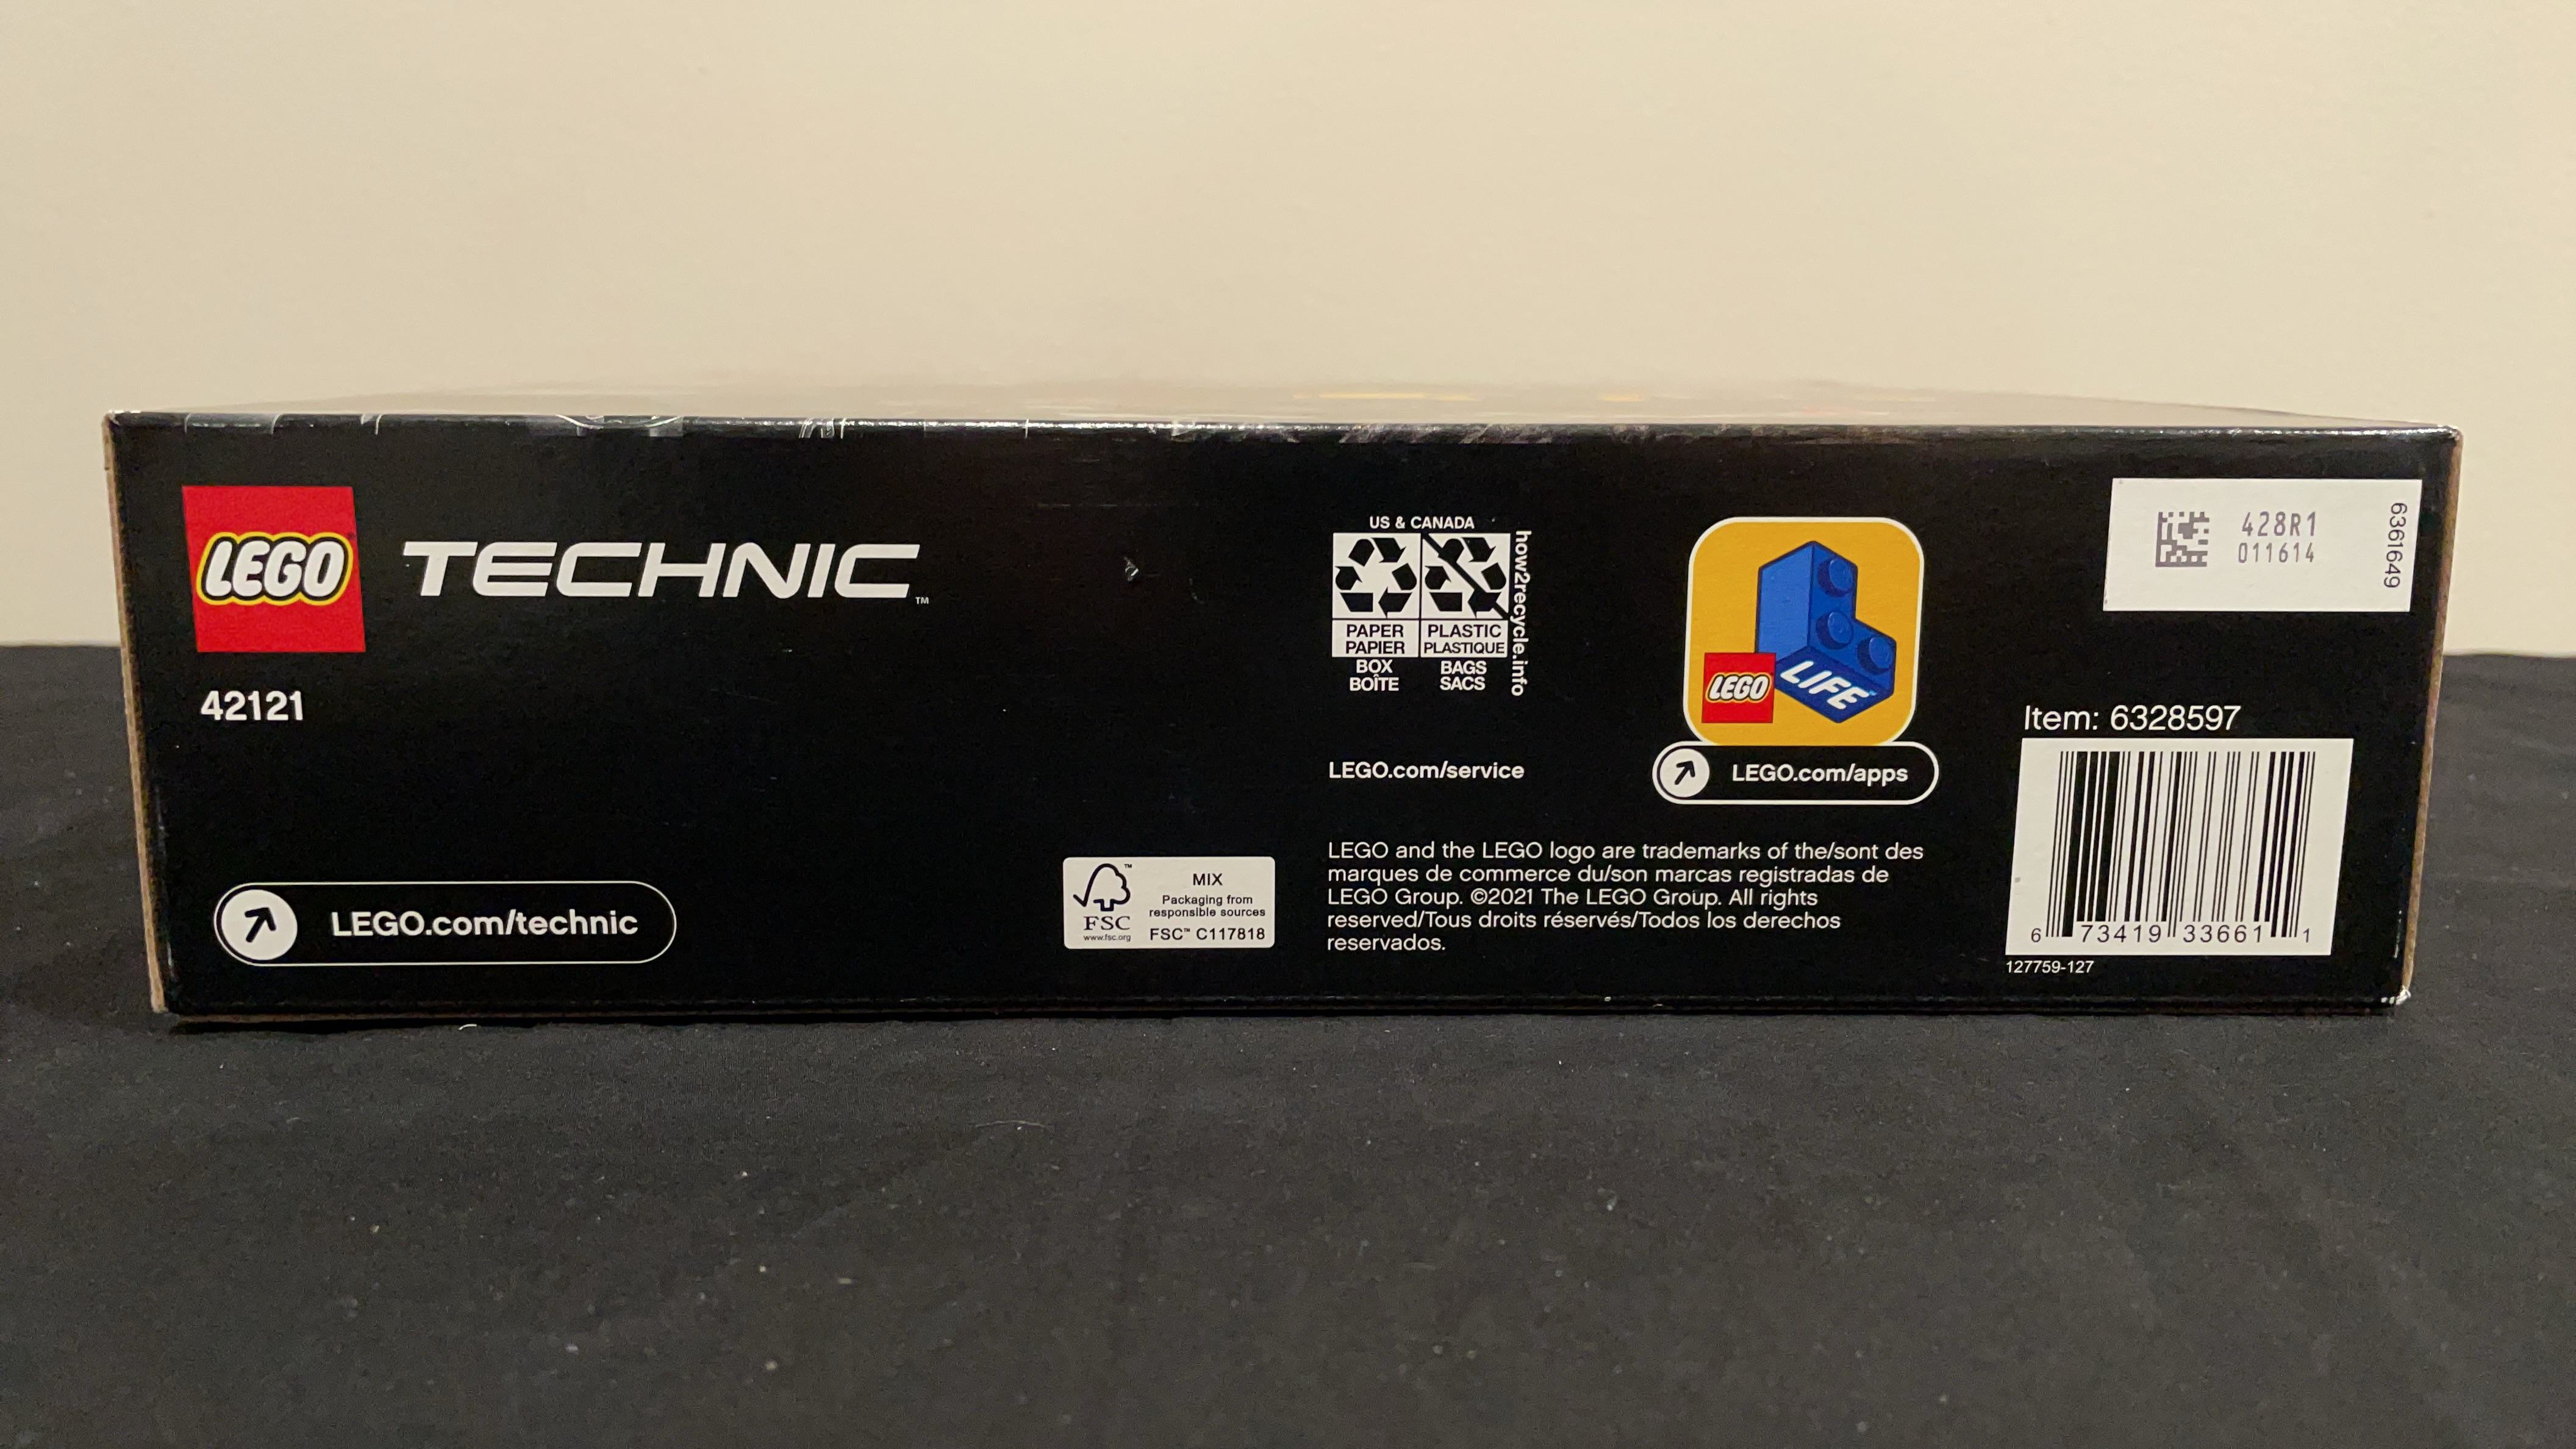 LEGO TECHNIC™
42121
LEGO.com/technic
FSC™
www.fsc.org
MIX
Packaging from
responsible sources
FSC™ C117818
US & CANADA
PAPER
PAPIER
BOX
BOÎTE
PLASTIC
PLASTIQUE
BAGS
SACS
how2recycle.info
LEGO.com/service
LEGO LIFE
LEGO.com/apps
LEGO and the LEGO logo are trademarks of the/sont des
marques de commerce du/son marcas registradas de
LEGO Group. ©2021 The LEGO Group. All rights
reserved/Tous droits réservés/Todos los derechos
reservados.
428R1
011614
6361649
Item: 6328597
6 73419 33661 1
127759-127